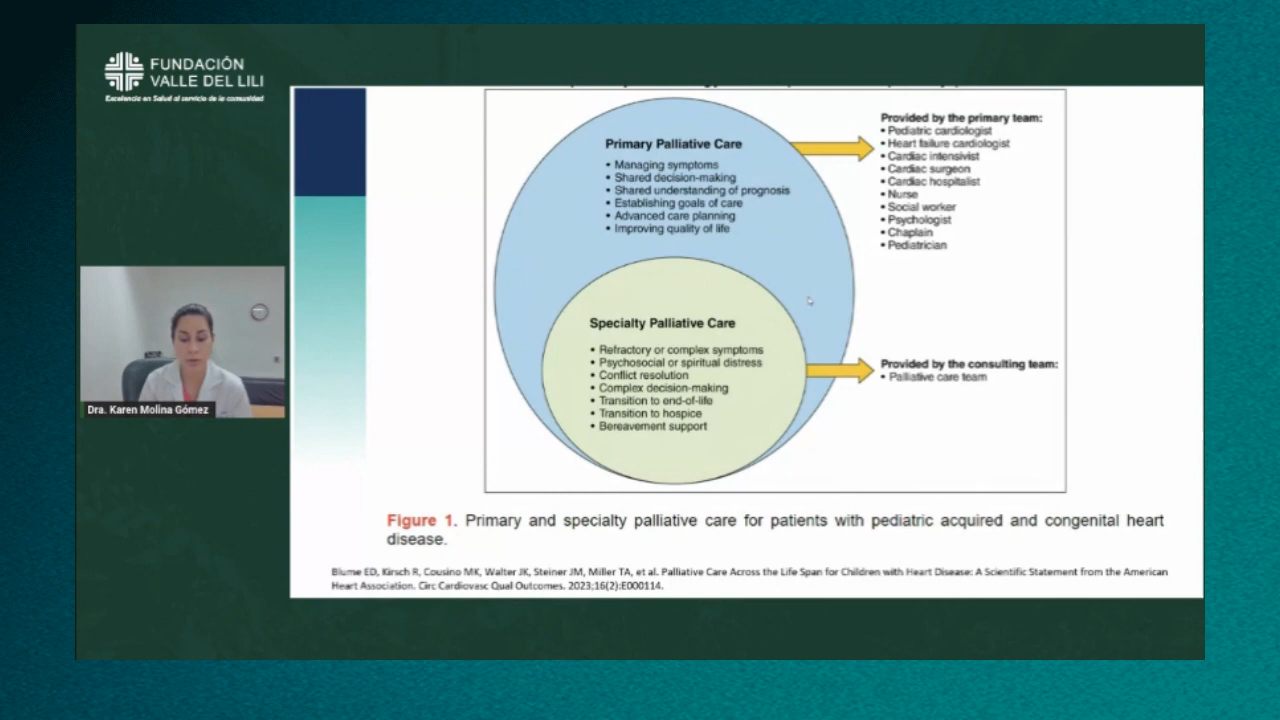 FUNDACIÓN
VALLE DEL LILI
Excelencia en Salud al servicio de la comunidad
Primary Palliative Care
• Managing symptoms
• Shared decision-making
• Shared understanding of prognosis
• Establishing goals of care
• Advanced care planning
• Improving quality of life
Provided by the primary team:
• Pediatric cardiologist
• Heart failure cardiologist
• Cardiac intensivist
• Cardiac surgeon
• Cardiac hospitalist
• Nurse
• Social worker
• Psychologist
• Chaplain
• Pediatrician
Specialty Palliative Care
• Refractory or complex symptoms
• Psychosocial or spiritual distress
• Conflict resolution
• Complex decision-making
• Transition to end-of-life
• Transition to hospice
• Bereavement support
Provided by the consulting team:
• Palliative care team
Dra. Karen Molina Gómez
Figure 1. Primary and specialty palliative care for patients with pediatric acquired and congenital heart
disease.
Blume ED, Kirsch R, Cousino MK, Walter JK, Steiner JM, Miller TA, et al. Palliative Care Across the Life Span for Children with Heart Disease: A Scientific Statement from the American
Heart Association. Circ Cardiovasc Qual Outcomes. 2023;16(2):E000114.